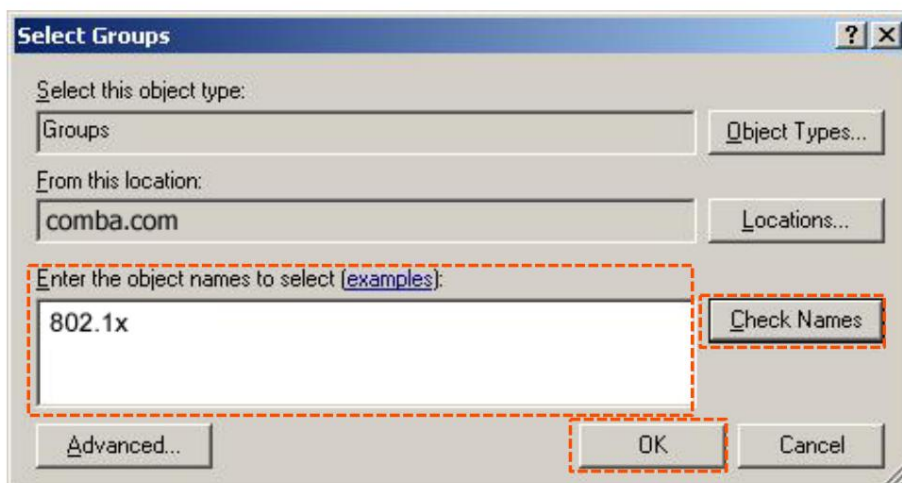 Select Groups
Select this object type:
Groups
Object Types...
From this location:
comba.com
Locations...
Enter the object names to select (examples):
802.1x
Check Names
Advanced...
OK
Cancel